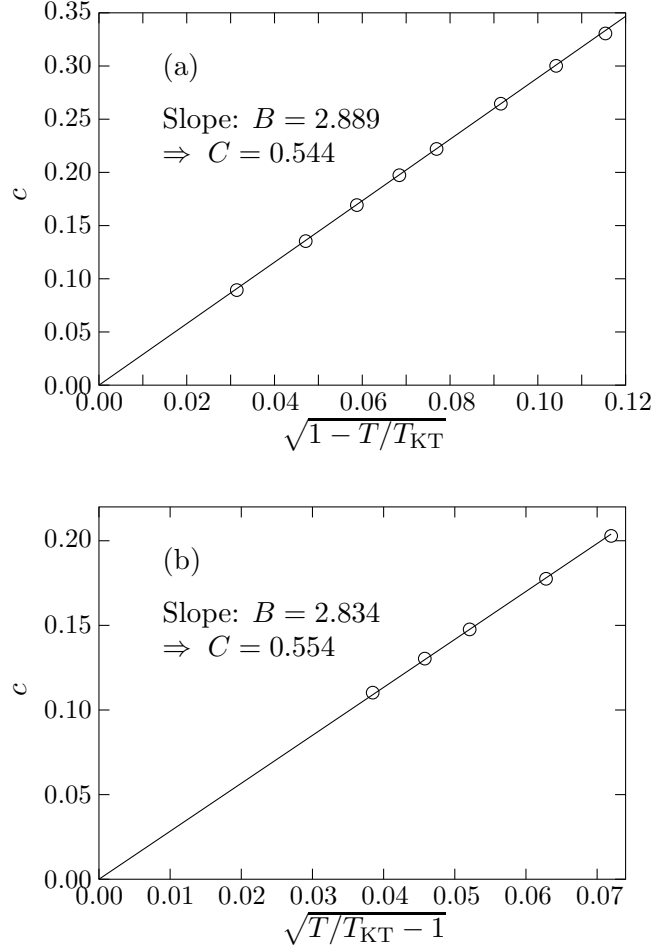 0.35
0.30
0.25
0.20
0.15
0.10
0.05
0.00
c
(a)
Slope: B = 2.889
⇒ C = 0.544
0.00 0.02 0.04 0.06 0.08 0.10 0.12
√1 − T/T_KT
0.20
0.15
0.10
0.05
0.00
c
(b)
Slope: B = 2.834
⇒ C = 0.554
0.00 0.01 0.02 0.03 0.04 0.05 0.06 0.07
√T/T_KT − 1